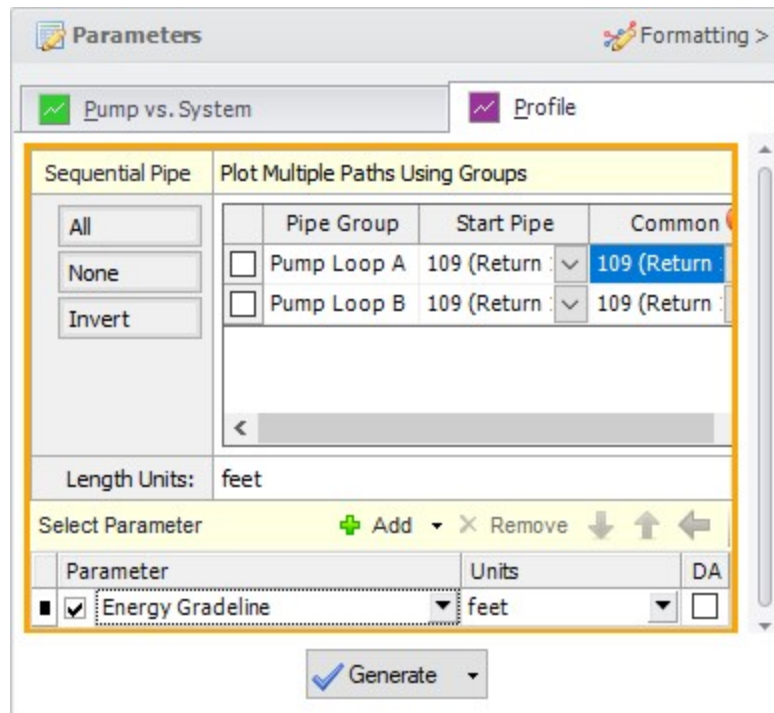 Parameters Formatting >
Pump vs. System Profile
Sequential Pipe Plot Multiple Paths Using Groups
All
None
Invert
Pipe Group Start Pipe Common
Pump Loop A 109 (Return 109 (Return
Pump Loop B 109 (Return 109 (Return
Length Units: feet
Select Parameter Add Remove
Parameter Units DA
Energy Gradeline feet
Generate